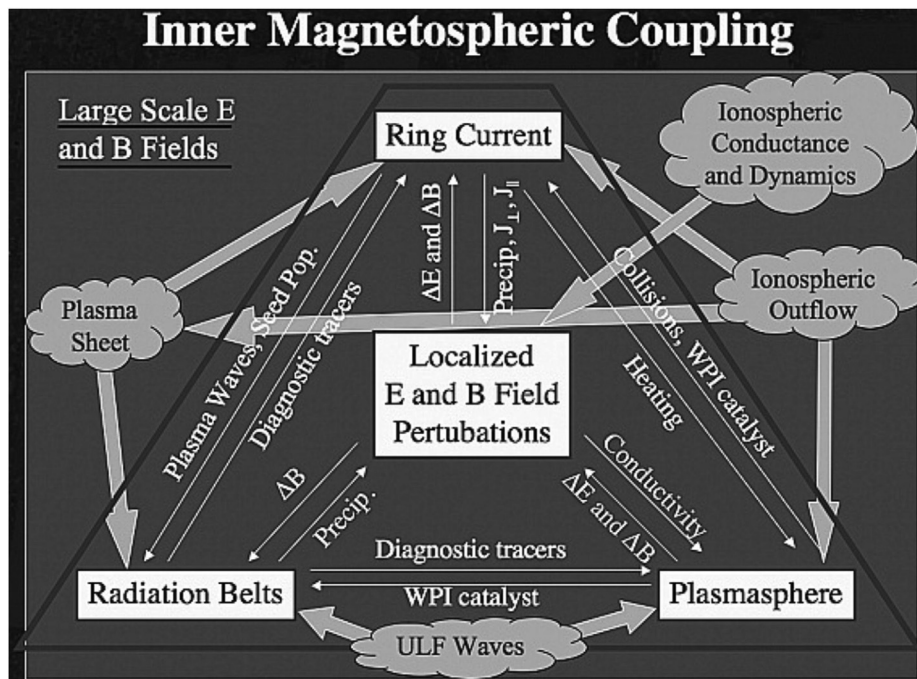 Inner Magnetospheric Coupling
Large Scale E
and B Fields
Ring Current
Ionospheric
Conductance
and Dynamics
ΔE and ΔB
Precip, J⊥, J∥
Plasma Waves, Seed Pop.
Diagnostic tracers
Collisions, WPI catalyst
Heating
Plasma
Sheet
Ionospheric
Outflow
Localized
E and B Field
Pertubations
ΔB
Precip.
Conductivity
ΔE and ΔB
Diagnostic tracers
WPI catalyst
Radiation Belts
Plasmasphere
ULF Waves